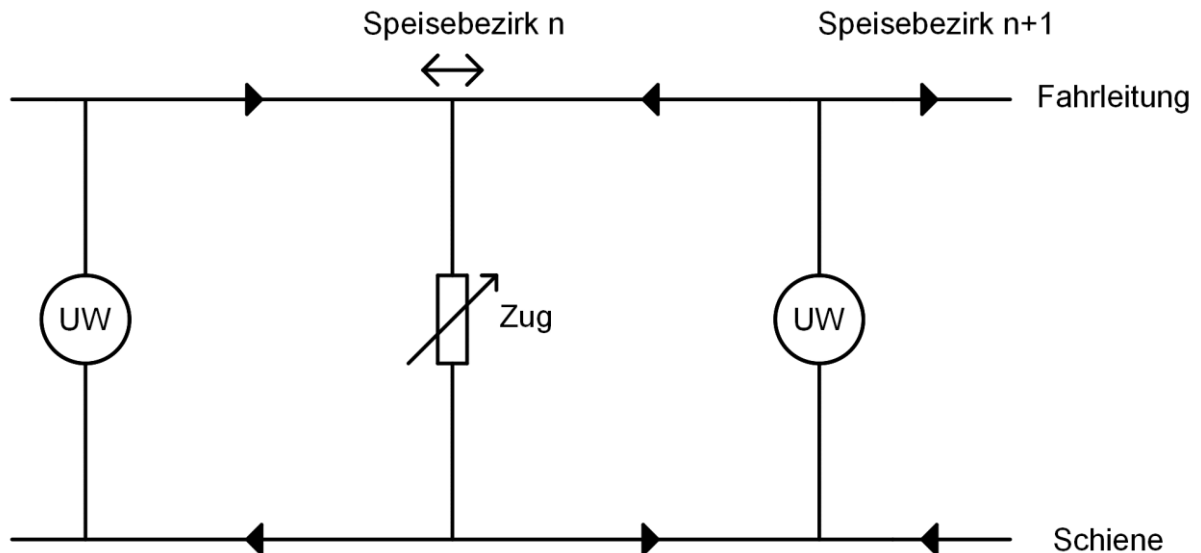 Speisebezirk n
Speisebezirk n+1
Fahrleitung
UW
Zug
UW
Schiene